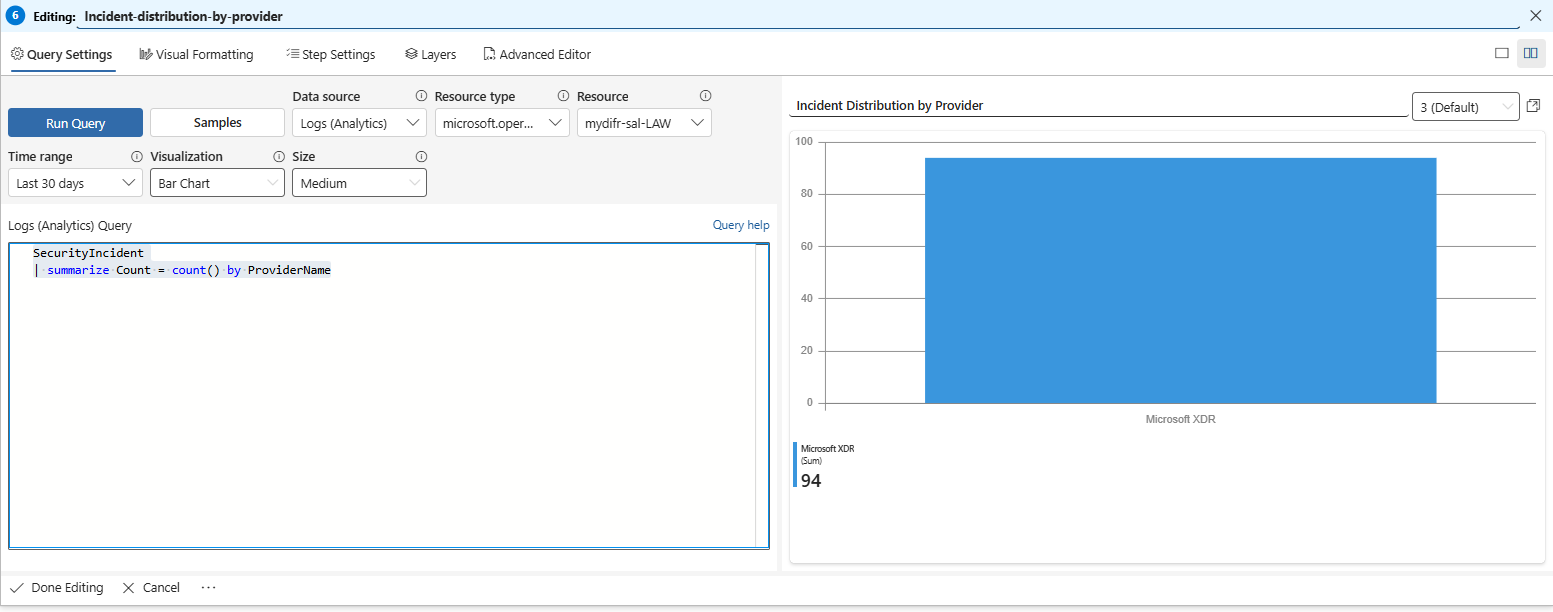 6 Editing: Incident-distribution-by-provider
Query Settings Visual Formatting Step Settings Layers Advanced Editor
Data source Resource type Resource
Run Query Samples Logs (Analytics) microsoft.oper... mydifr-sal-LAW
Time range Visualization Size
Last 30 days Bar Chart Medium
Logs (Analytics) Query Query help
SecurityIncident
| summarize Count = count() by ProviderName
Done Editing Cancel ...
Incident Distribution by Provider 3 (Default)
100
80
60
40
20
0
Microsoft XDR
Microsoft XDR
(Sum)
94